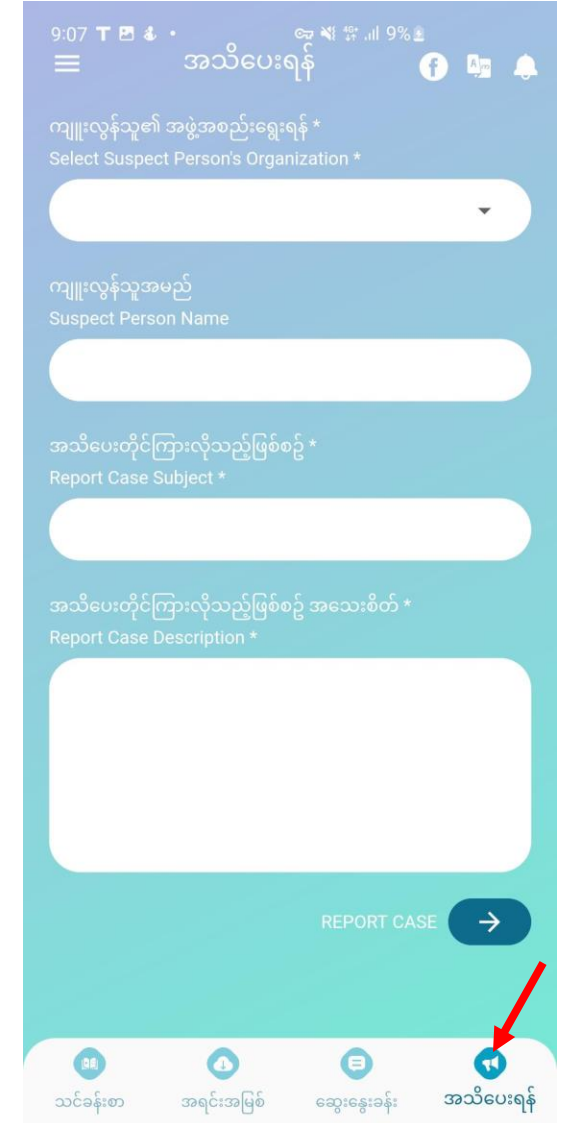 9:07 T 4G+ 9%
အသိပေးရန်
ကျူးလွန်သူ၏ အဖွဲ့အစည်းရွေးရန် *
Select Suspect Person's Organization *
ကျူးလွန်သူအမည်
Suspect Person Name
အသိပေးတိုင်ကြားလိုသည့်ဖြစ်စဉ် *
Report Case Subject *
အသိပေးတိုင်ကြားလိုသည့်ဖြစ်စဉ် အသေးစိတ် *
Report Case Description *
REPORT CASE
သင်ခန်းစာ အရင်းအမြစ် ဆွေးနွေးခန်း အသိပေးရန်